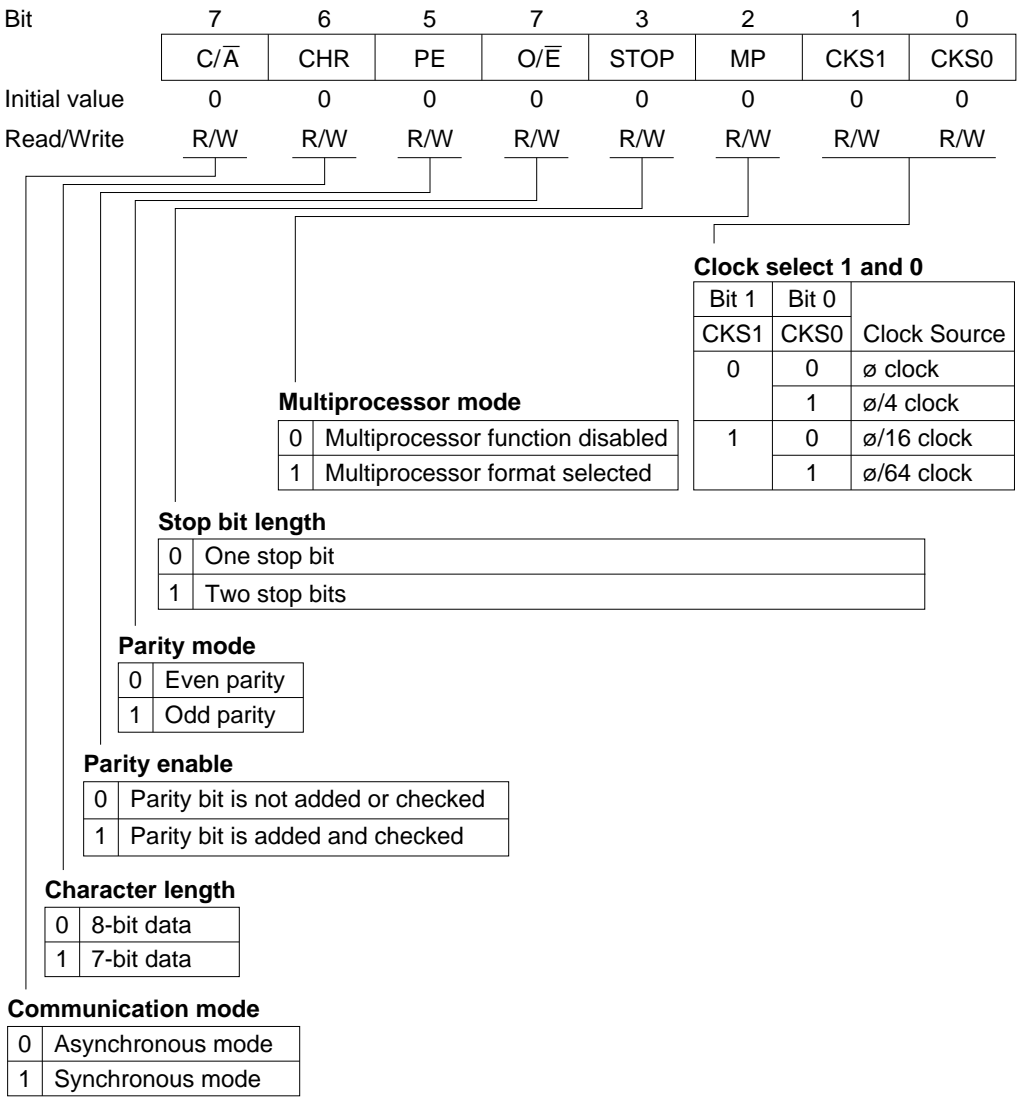 Bit 7 6 5 7 3 2 1 0
C/A̅ CHR PE O/E̅ STOP MP CKS1 CKS0
Initial value 0 0 0 0 0 0 0 0
Read/Write R/W R/W R/W R/W R/W R/W R/W R/W
Clock select 1 and 0
Bit 1 Bit 0
CKS1 CKS0 Clock Source
0 0 ø clock
1 ø/4 clock
1 0 ø/16 clock
1 ø/64 clock
Multiprocessor mode
0 Multiprocessor function disabled
1 Multiprocessor format selected
Stop bit length
0 One stop bit
1 Two stop bits
Parity mode
0 Even parity
1 Odd parity
Parity enable
0 Parity bit is not added or checked
1 Parity bit is added and checked
Character length
0 8-bit data
1 7-bit data
Communication mode
0 Asynchronous mode
1 Synchronous mode